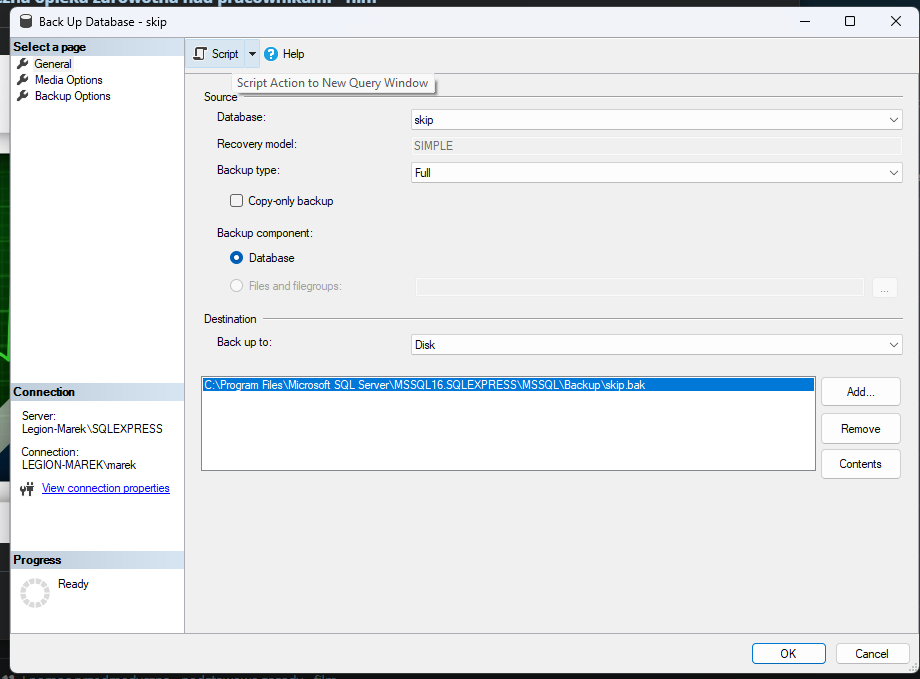 Back Up Database - skip
Select a page
General
Media Options
Backup Options
Script
Help
Script Action to New Query Window
Source
Database:
skip
Recovery model:
SIMPLE
Backup type:
Full
Copy-only backup
Backup component:
Database
Files and filegroups:
...
Destination
Back up to:
Disk
C:\Program Files\Microsoft SQL Server\MSSQL16.SQLEXPRESS\MSSQL\Backup\skip.bak
Add...
Remove
Contents
Connection
Server:
Legion-Marek\SQLEXPRESS
Connection:
LEGION-MAREK\marek
View connection properties
Progress
Ready
OK
Cancel